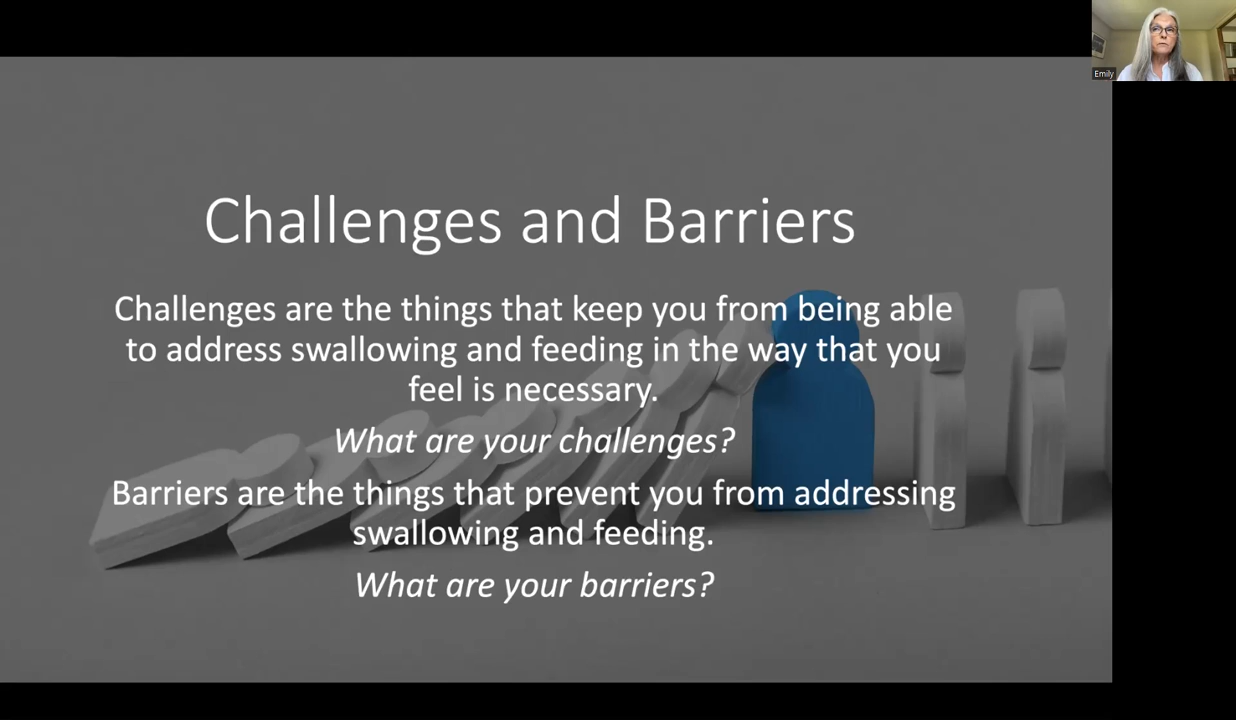 Emily
Challenges and Barriers
Challenges are the things that keep you from being able
to address swallowing and feeding in the way that you
feel is necessary.
What are your challenges?
Barriers are the things that prevent you from addressing
swallowing and feeding.
What are your barriers?